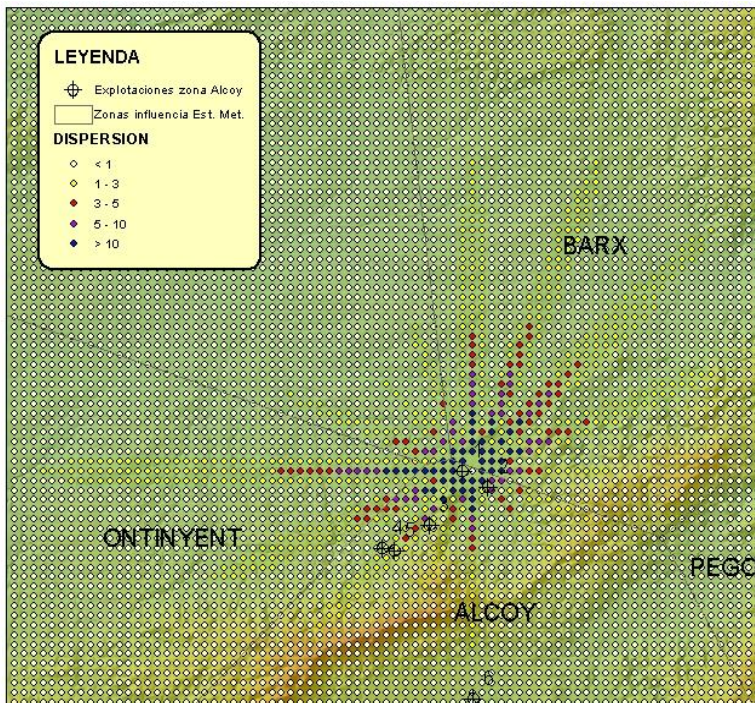 LEYENDA
Explotaciones zona Alcoy
Zonas influencia Est. Met.
DISPERSION
< 1
1 - 3
3 - 5
5 - 10
> 10
BARX
ONTINYENT
PEGO
ALCOY
6